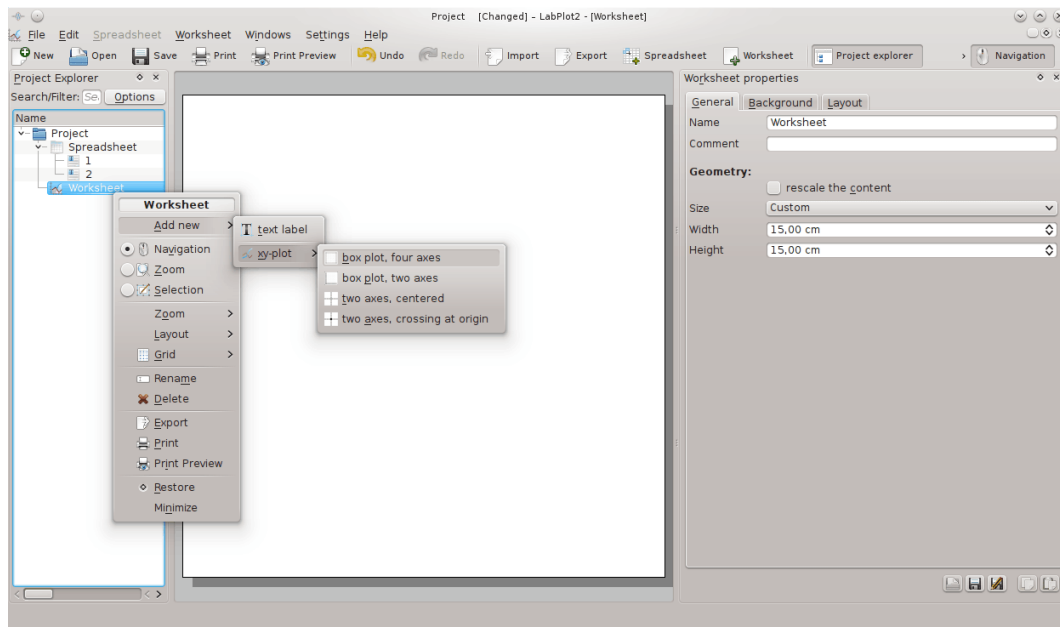 Project [Changed] – LabPlot2 - [Worksheet]
File Edit Spreadsheet Worksheet Windows Settings Help
New Open Save Print Print Preview Undo Redo Import Export Spreadsheet Worksheet Project explorer Navigation
Project Explorer
Search/Filter: Se Options
Name
Project
Spreadsheet
1
2
Worksheet
Worksheet
Add new
Navigation
Zoom
Selection
Zoom
Layout
Grid
Rename
Delete
Export
Print
Print Preview
Restore
Minimize
T text label
xy-plot
box plot, four axes
box plot, two axes
two axes, centered
two axes, crossing at origin
Worksheet properties
General Background Layout
Name Worksheet
Comment
Geometry:
rescale the content
Size Custom
Width 15,00 cm
Height 15,00 cm